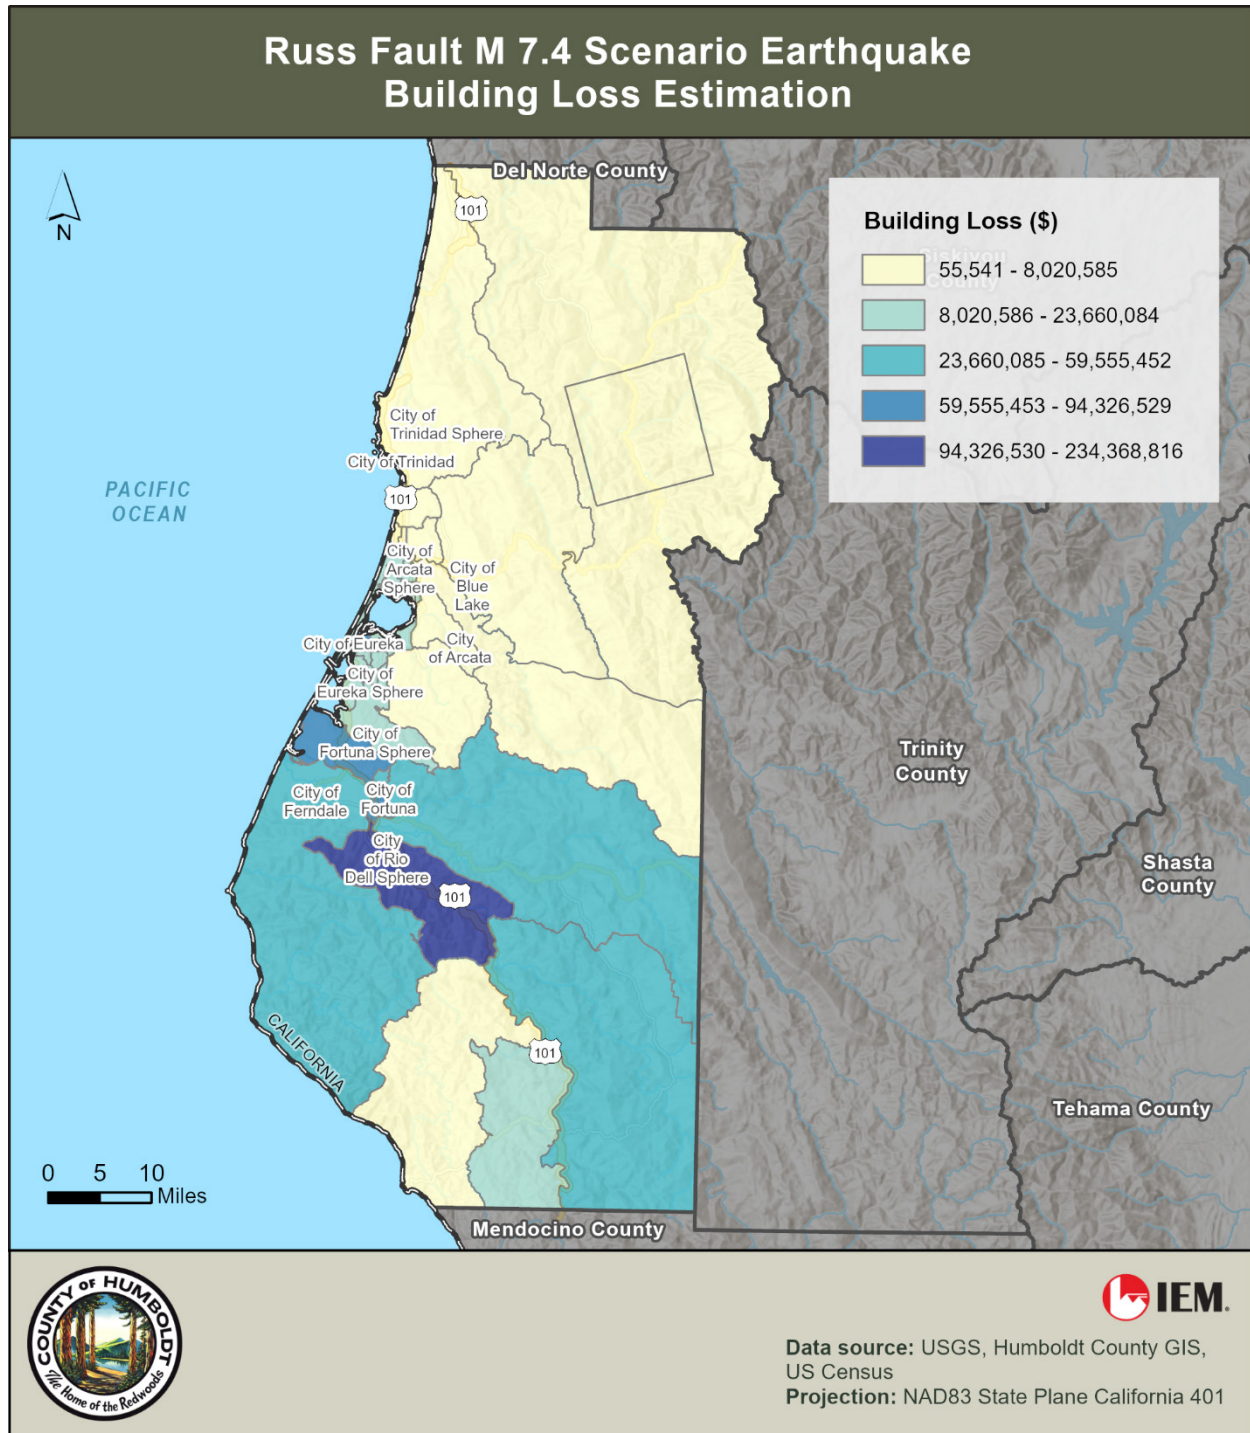 Russ Fault M 7.4 Scenario Earthquake
Building Loss Estimation
Del Norte County
N
101
Building Loss ($)
Siskiyou
County
55,541 - 8,020,585
8,020,586 - 23,660,084
23,660,085 - 59,555,452
59,555,453 - 94,326,529
94,326,530 - 234,368,816
City of
Trinidad Sphere
City of Trinidad
PACIFIC
OCEAN
101
City of
Arcata
Sphere
City of
Blue
Lake
City of Eureka
City
of Arcata
City of
Eureka Sphere
City of
Fortuna Sphere
Trinity
County
City of
Ferndale
City of
Fortuna
City
of Rio
Dell Sphere
101
Shasta
County
CALIFORNIA
101
Tehama County
0 5 10
Miles
Mendocino County
COUNTY OF HUMBOLDT
The Home of the Redwoods
IEM.
Data source: USGS, Humboldt County GIS,
US Census
Projection: NAD83 State Plane California 401